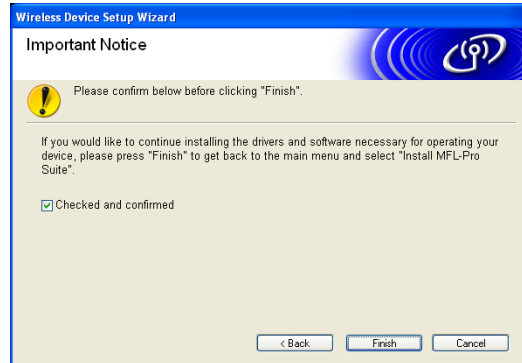 Wireless Device Setup Wizard
Important Notice
Please confirm below before clicking "Finish".
If you would like to continue installing the drivers and software necessary for operating your
device, please press "Finish" to get back to the main menu and select "Install MFL-Pro
Suite".
Checked and confirmed
< Back Finish Cancel